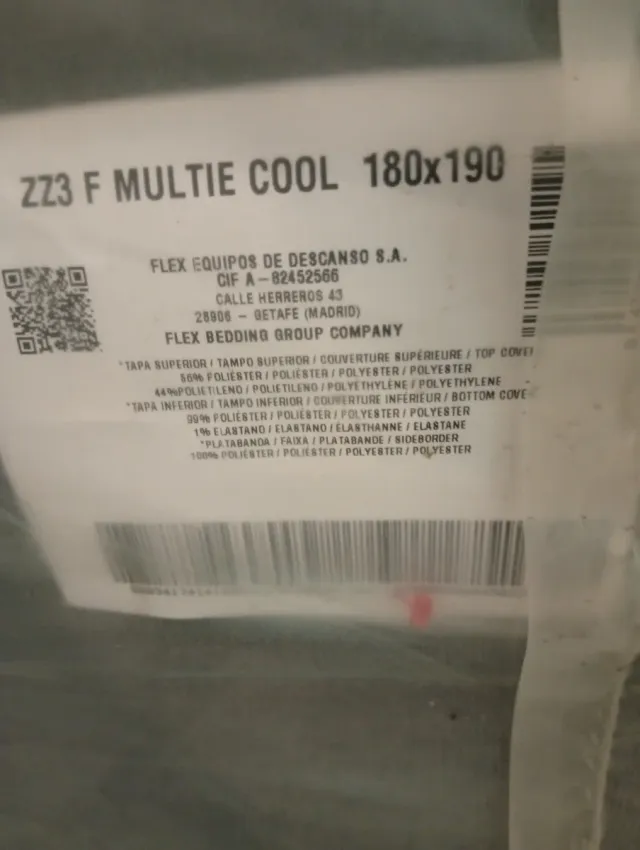 ZZ3 F MULTIE COOL 180x190
FLEX EQUIPOS DE DESCANSO S.A.
CIF A-82452566
CALLE HERREROS 43
28906 - GETAFE (MADRID)
FLEX BEDDING GROUP COMPANY
*TAPA SUPERIOR / TAMPO SUPERIOR / COUVERTURE SUPÉRIEURE / TOP COVE
56% POLIÉSTER / POLIÉSTER / POLYESTER / POLYESTER
44%POLIETILENO / POLIETILENO / POLYETHYLÈNE / POLYETHYLENE
*TAPA INFERIOR / TAMPO INFERIOR / COUVERTURE INFÉRIEUR / BOTTOM COVE
99% POLIÉSTER / POLIÉSTER / POLYESTER / POLYESTER
1% ELASTANO / ELASTANO / ÉLASTHANNE / ELASTANE
*PLATABANDA / FAIXA / PLATABANDE / SIDEBORDER
100% POLIÉSTER / POLIÉSTER / POLYESTER / POLYESTER